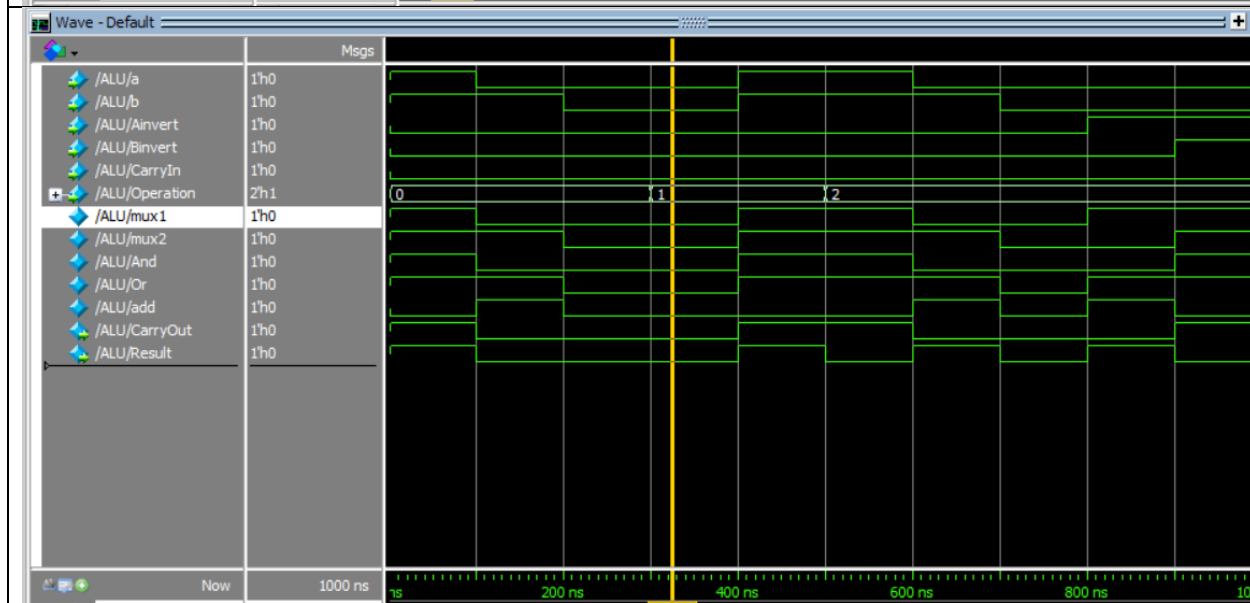 Wave - Default
Msgs
/ALU/a 1'h0
/ALU/b 1'h0
/ALU/Ainvert 1'h0
/ALU/Binvert 1'h0
/ALU/CarryIn 1'h0
/ALU/Operation 2'h1 0 1 2
/ALU/mux1 1'h0
/ALU/mux2 1'h0
/ALU/And 1'h0
/ALU/Or 1'h0
/ALU/add 1'h0
/ALU/CarryOut 1'h0
/ALU/Result 1'h0
Now 1000 ns ns 200 ns 400 ns 600 ns 800 ns 10